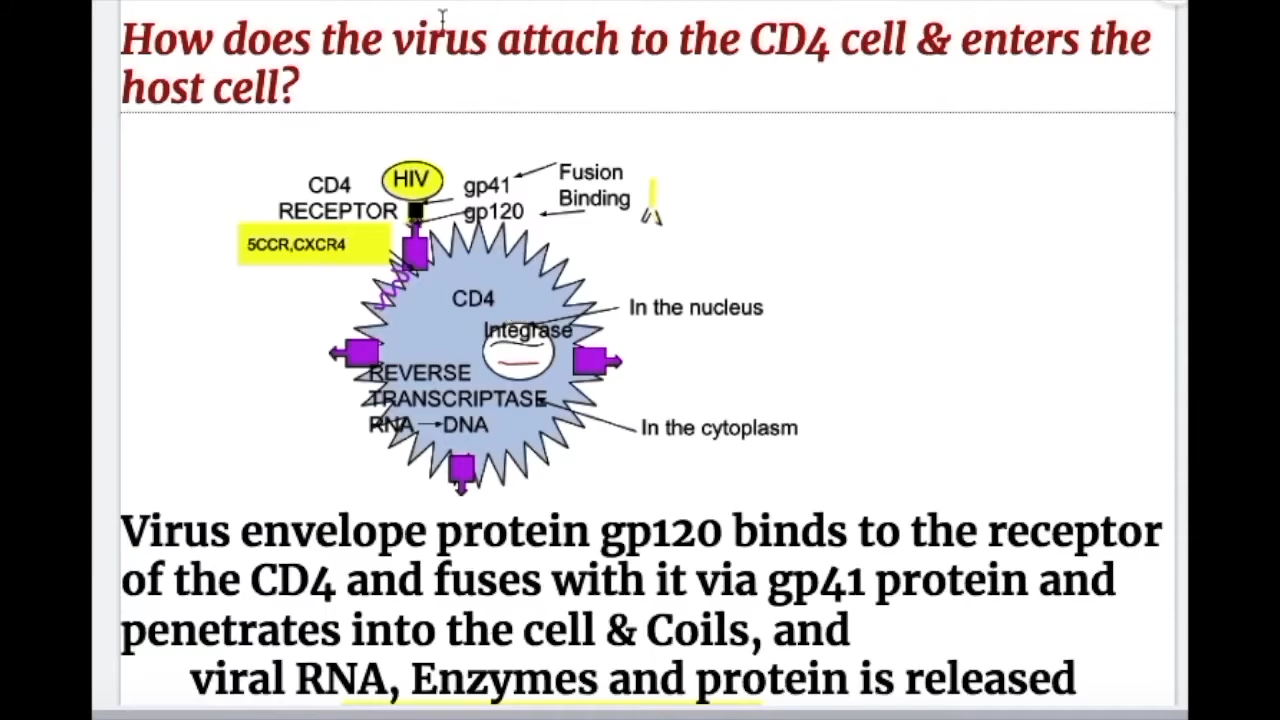 How does the virus attach to the CD4 cell & enters the
host cell?
CD4
RECEPTOR
HIV
gp41
gp120
Fusion
Binding
5CCR,CXCR4
CD4
Integrase
In the nucleus
REVERSE
TRANSCRIPTASE
RNA → DNA
In the cytoplasm
Virus envelope protein gp120 binds to the receptor
of the CD4 and fuses with it via gp41 protein and
penetrates into the cell & Coils, and
viral RNA, Enzymes and protein is released